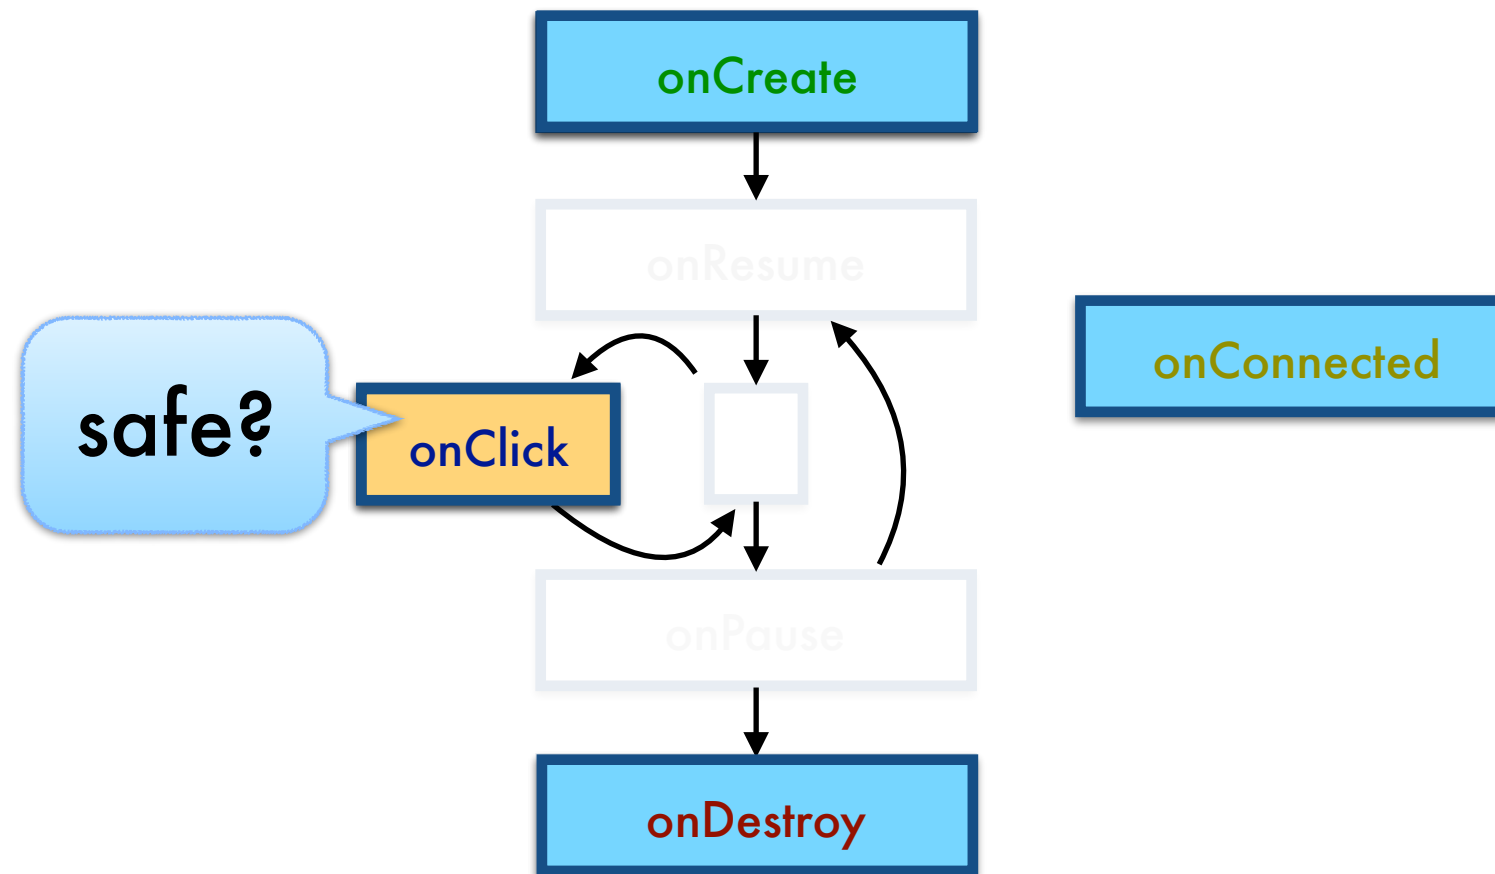 onCreate
onResume
onConnected
safe?
onClick
onPause
onDestroy